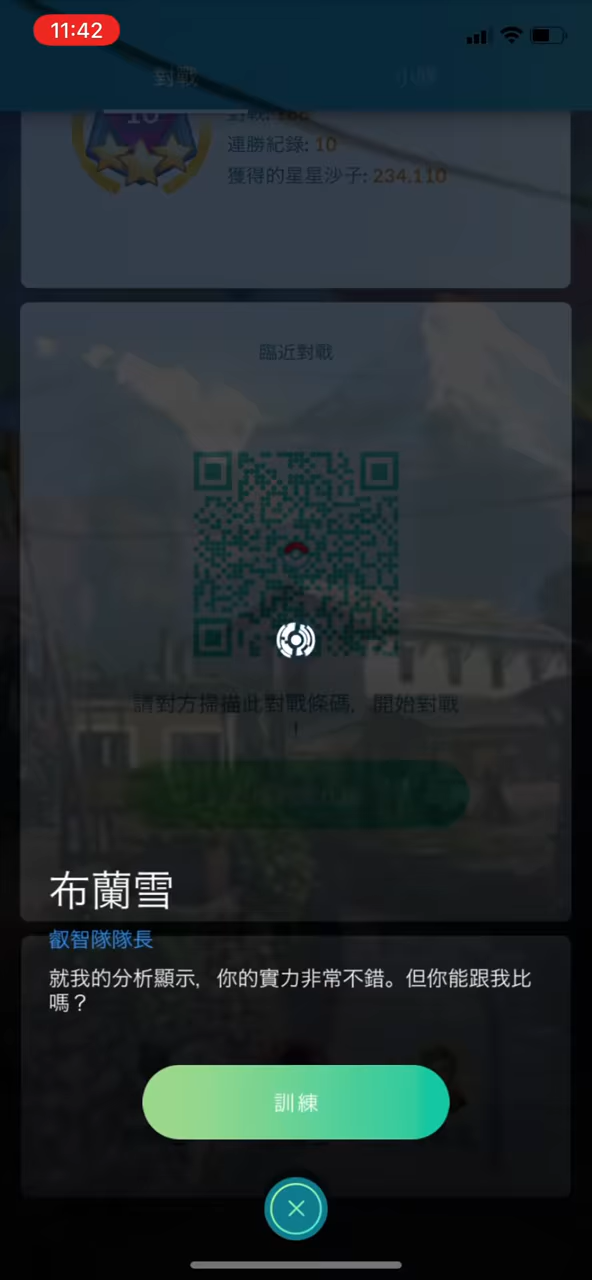 11:42
對戰
小隊
10
連勝紀錄: 10
獲得的星星沙子: 234,110
臨近對戰
請對方掃描此對戰條碼，開始對戰
！
布蘭雪
叡智隊隊長
就我的分析顯示，你的實力非常不錯。但你能跟我比
嗎？
訓練